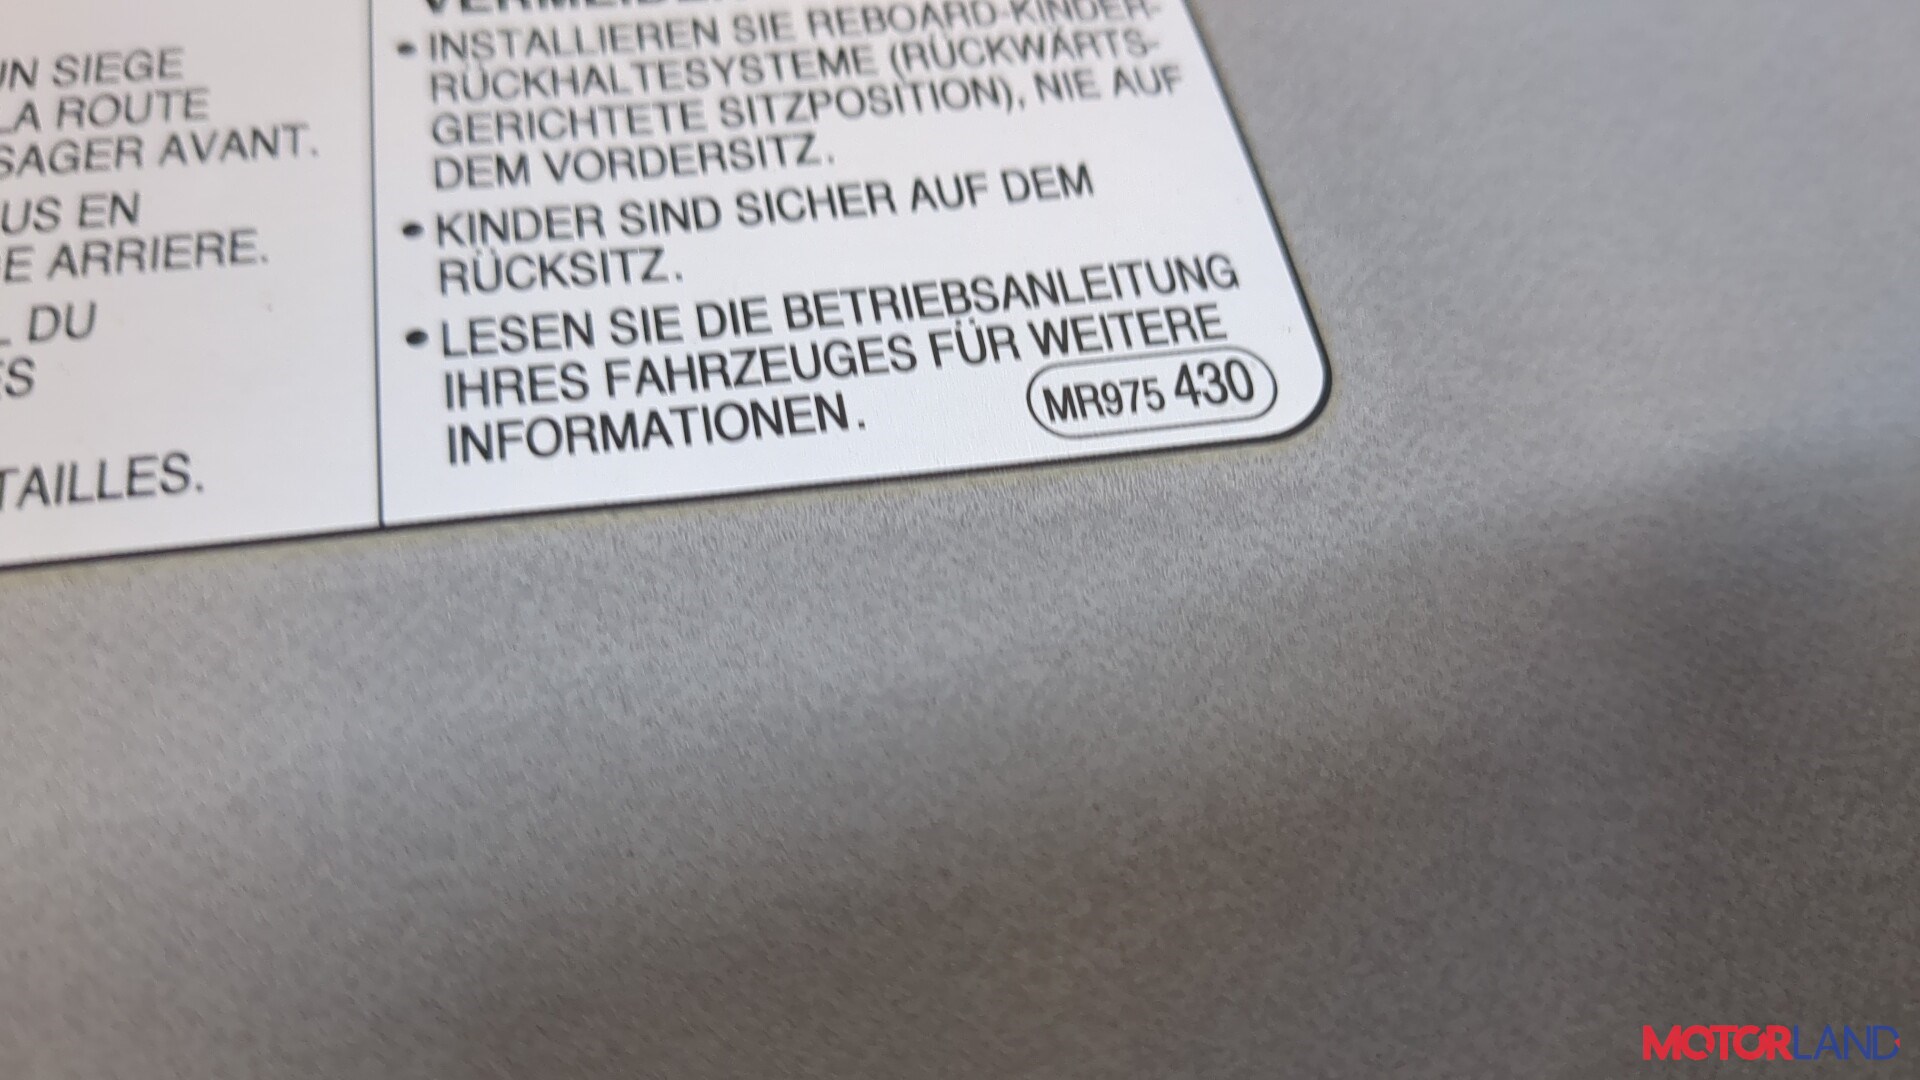 UN SIEGE
LA ROUTE
SAGER AVANT.
US EN
E ARRIERE.
DU
ES
TAILLES.
• INSTALLIEREN SIE REBOARD-KINDER-
RÜCKHALTESYSTEME (RÜCKWÄRTS-
GERICHTETE SITZPOSITION), NIE AUF
DEM VORDERSITZ.
• KINDER SIND SICHER AUF DEM
RÜCKSITZ.
• LESEN SIE DIE BETRIEBSANLEITUNG
IHRES FAHRZEUGES FÜR WEITERE
INFORMATIONEN.
MR975 430
MOTORLAND